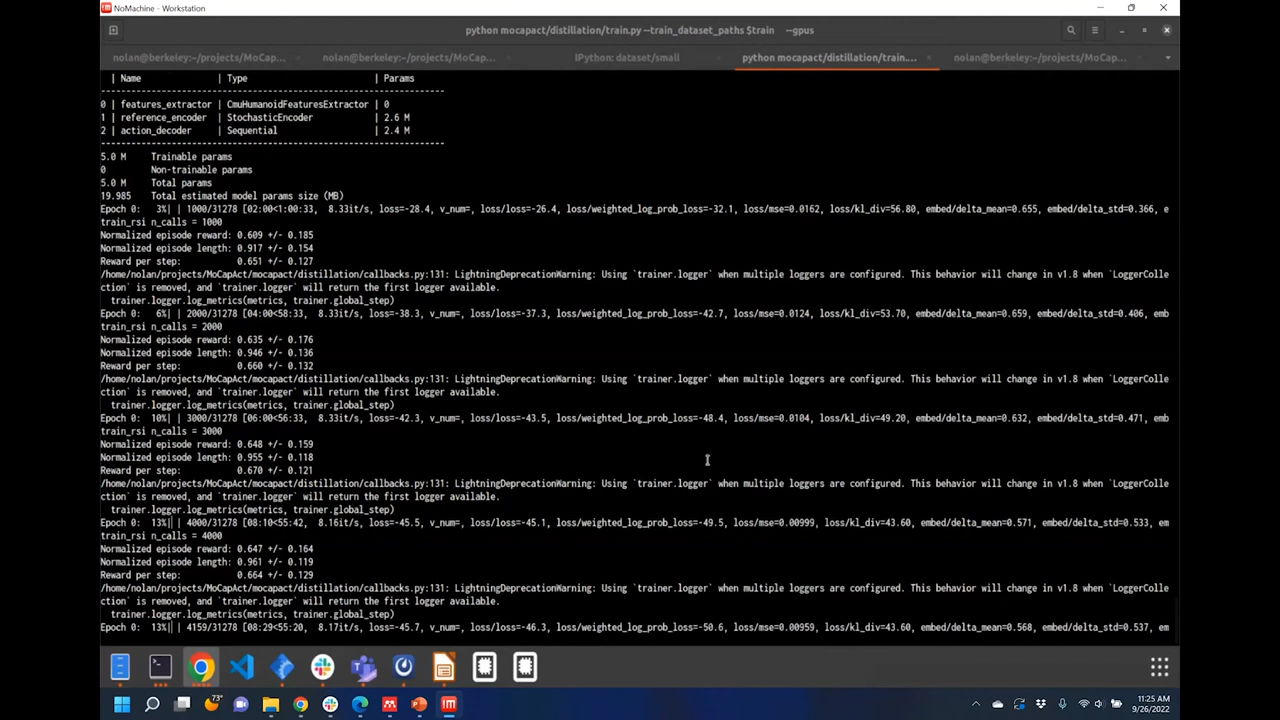 NoMachine - Workstation
python mocapact/distillation/train.py --train_dataset_paths $train --gpus
nolan@berkeley:~/projects/MoCap...
nolan@berkeley:~/projects/MoCap...
IPython: dataset/small
python mocapact/distillation/train....
nolan@berkeley:~/projects/MoCap...
| Name | Type | Params
---------------------------------------------------------
0 | features_extractor | CmuHumanoidFeaturesExtractor | 0
1 | reference_encoder | StochasticEncoder | 2.6 M
2 | action_decoder | Sequential | 2.4 M
---------------------------------------------------------
5.0 M Trainable params
0 Non-trainable params
5.0 M Total params
19.985 Total estimated model params size (MB)
Epoch 0: 3%| | 1000/31278 [02:00<1:00:33, 8.33it/s, loss=-28.4, v_num=, loss/loss=-26.4, loss/weighted_log_prob_loss=-32.1, loss/mse=0.0162, loss/kl_div=56.80, embed/delta_mean=0.655, embed/delta_std=0.366, e
train_rsi n_calls = 1000
Normalized episode reward: 0.609 +/- 0.185
Normalized episode length: 0.917 +/- 0.154
Reward per step: 0.651 +/- 0.127
/home/nolan/projects/MoCapAct/mocapact/distillation/callbacks.py:131: LightningDeprecationWarning: Using `trainer.logger` when multiple loggers are configured. This behavior will change in v1.8 when `LoggerColle
ction` is removed, and `trainer.logger` will return the first logger available.
trainer.logger.log_metrics(metrics, trainer.global_step)
Epoch 0: 6%| | 2000/31278 [04:00<58:33, 8.33it/s, loss=-38.3, v_num=, loss/loss=-37.3, loss/weighted_log_prob_loss=-42.7, loss/mse=0.0124, loss/kl_div=53.70, embed/delta_mean=0.659, embed/delta_std=0.406, emb
train_rsi n_calls = 2000
Normalized episode reward: 0.635 +/- 0.176
Normalized episode length: 0.946 +/- 0.136
Reward per step: 0.660 +/- 0.132
/home/nolan/projects/MoCapAct/mocapact/distillation/callbacks.py:131: LightningDeprecationWarning: Using `trainer.logger` when multiple loggers are configured. This behavior will change in v1.8 when `LoggerColle
ction` is removed, and `trainer.logger` will return the first logger available.
trainer.logger.log_metrics(metrics, trainer.global_step)
Epoch 0: 10%| | 3000/31278 [06:00<56:33, 8.33it/s, loss=-42.3, v_num=, loss/loss=-43.5, loss/weighted_log_prob_loss=-48.4, loss/mse=0.0104, loss/kl_div=49.20, embed/delta_mean=0.632, embed/delta_std=0.471, emb
train_rsi n_calls = 3000
Normalized episode reward: 0.648 +/- 0.159
Normalized episode length: 0.955 +/- 0.118
Reward per step: 0.670 +/- 0.121
/home/nolan/projects/MoCapAct/mocapact/distillation/callbacks.py:131: LightningDeprecationWarning: Using `trainer.logger` when multiple loggers are configured. This behavior will change in v1.8 when `LoggerColle
ction` is removed, and `trainer.logger` will return the first logger available.
trainer.logger.log_metrics(metrics, trainer.global_step)
Epoch 0: 13%| | 4000/31278 [08:10<55:42, 8.16it/s, loss=-45.5, v_num=, loss/loss=-45.1, loss/weighted_log_prob_loss=-49.5, loss/mse=0.00999, loss/kl_div=43.60, embed/delta_mean=0.571, embed/delta_std=0.533, em
train_rsi n_calls = 4000
Normalized episode reward: 0.647 +/- 0.164
Normalized episode length: 0.961 +/- 0.119
Reward per step: 0.664 +/- 0.129
/home/nolan/projects/MoCapAct/mocapact/distillation/callbacks.py:131: LightningDeprecationWarning: Using `trainer.logger` when multiple loggers are configured. This behavior will change in v1.8 when `LoggerColle
ction` is removed, and `trainer.logger` will return the first logger available.
trainer.logger.log_metrics(metrics, trainer.global_step)
Epoch 0: 13%| | 4159/31278 [08:29<55:20, 8.17it/s, loss=-45.7, v_num=, loss/loss=-46.3, loss/weighted_log_prob_loss=-50.6, loss/mse=0.00959, loss/kl_div=43.60, embed/delta_mean=0.568, embed/delta_std=0.537, em
73°
11:25 AM
9/26/2022